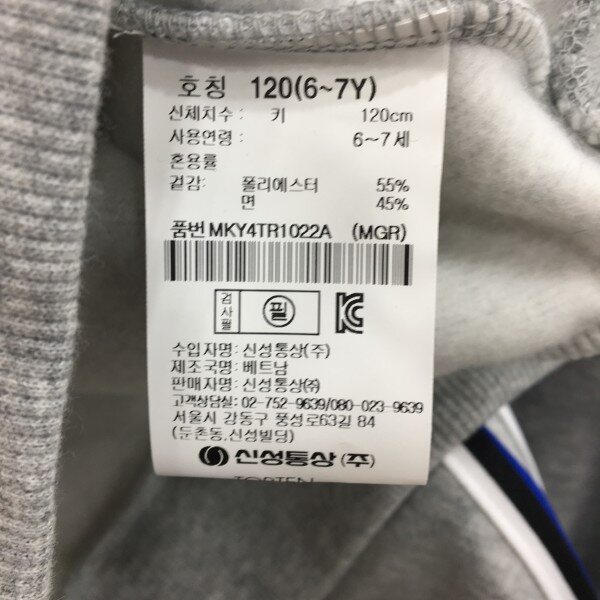 호칭 120(6~7Y)
신체치수 : 키 120cm
사용연령 : 6~7세
혼용률
겉감: 폴리에스터 55%
면 45%
품번 MKY4TR1022A (MGR)
검사필 필 KC
수입자명: 신성통상(주)
제조국명: 베트남
판매자명: 신성통상㈜
고객상담실: 02-752-9639/080-023-9639
서울시 강동구 풍성로63길 84
(둔촌동,신성빌딩)
신성통상(주)
TOPTEN